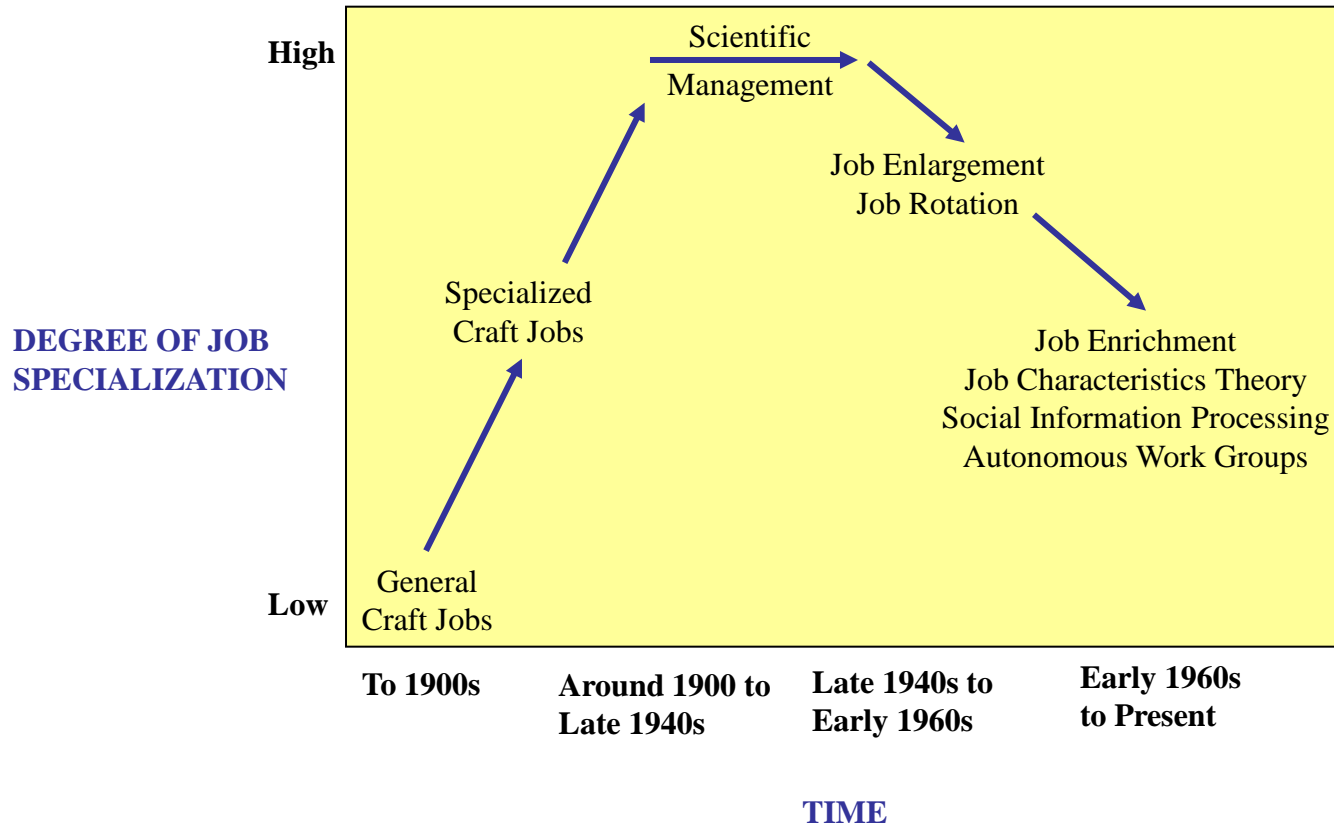 High
Scientific
Management
Job Enlargement
Job Rotation
Specialized
Craft Jobs
DEGREE OF JOB
SPECIALIZATION
Job Enrichment
Job Characteristics Theory
Social Information Processing
Autonomous Work Groups
General
Craft Jobs
Low
To 1900s
Around 1900 to
Late 1940s
Late 1940s to
Early 1960s
Early 1960s
to Present
TIME